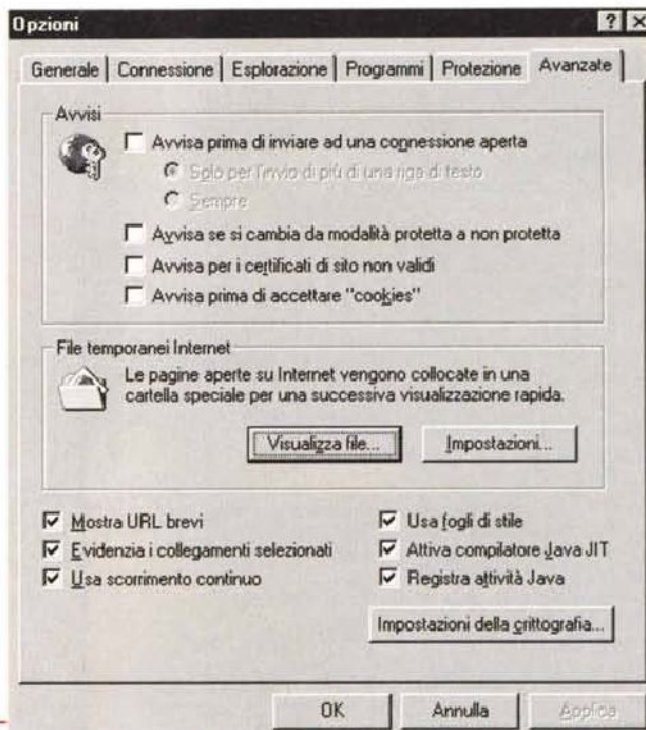 Opzioni
Generale Connessione Esplorazione Programmi Protezione Avanzate
Avvisi
Avvisa prima di inviare ad una connessione aperta
Solo per l'invio di più di una riga di testo
Sempre
Avvisa se si cambia da modalità protetta a non protetta
Avvisa per i certificati di sito non validi
Avvisa prima di accettare "cookies"
File temporanei Internet
Le pagine aperte su Internet vengono collocate in una
cartella speciale per una successiva visualizzazione rapida.
Visualizza file... Impostazioni...
Mostra URL brevi Usa fogli di stile
Evidenzia i collegamenti selezionati Attiva compilatore Java JIT
Usa scorrimento continuo Registra attività Java
Impostazioni della crittografia...
OK Annulla Applica